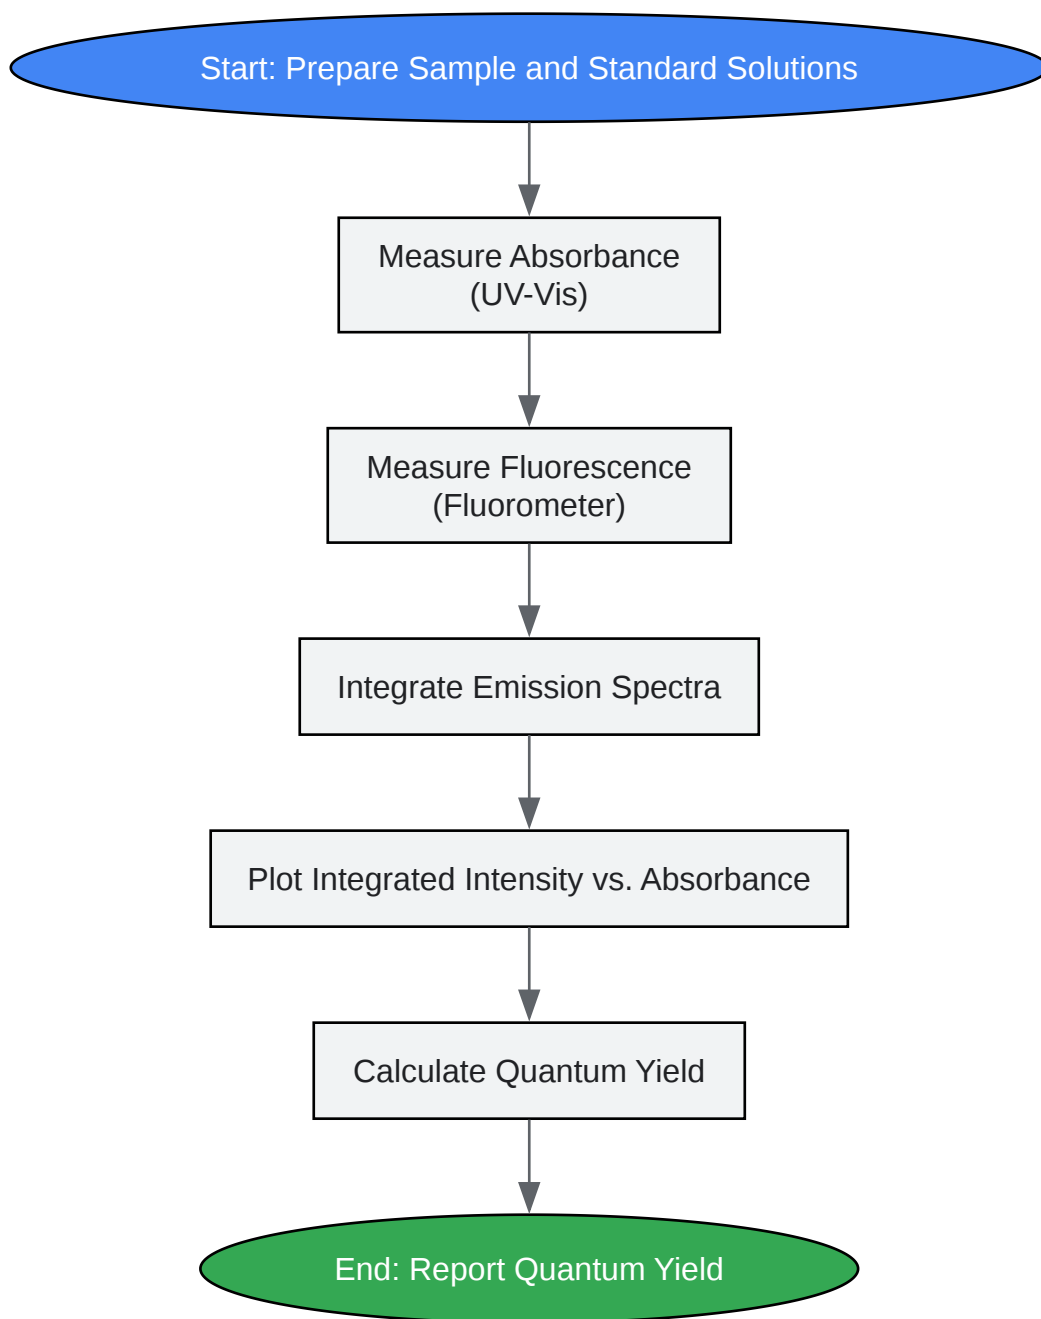 Start: Prepare Sample and Standard Solutions
Measure Absorbance
(UV-Vis)
Measure Fluorescence
(Fluorometer)
Integrate Emission Spectra
Plot Integrated Intensity vs. Absorbance
Calculate Quantum Yield
End: Report Quantum Yield